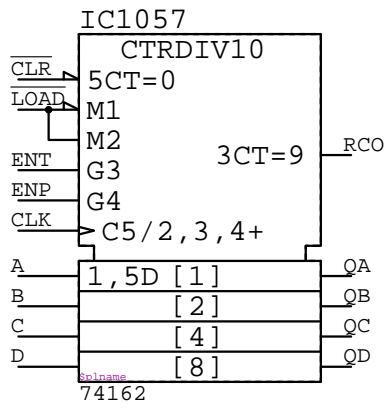 IC1057
CTRDIV10
CLR 5CT=0
LOAD M1
M2
ENT G3 3CT=9 RCO
ENP G4
CLK C5/2,3,4+
A 1,5D [1] QA
B [2] QB
C [4] QC
D [8] QD
$plname
74162